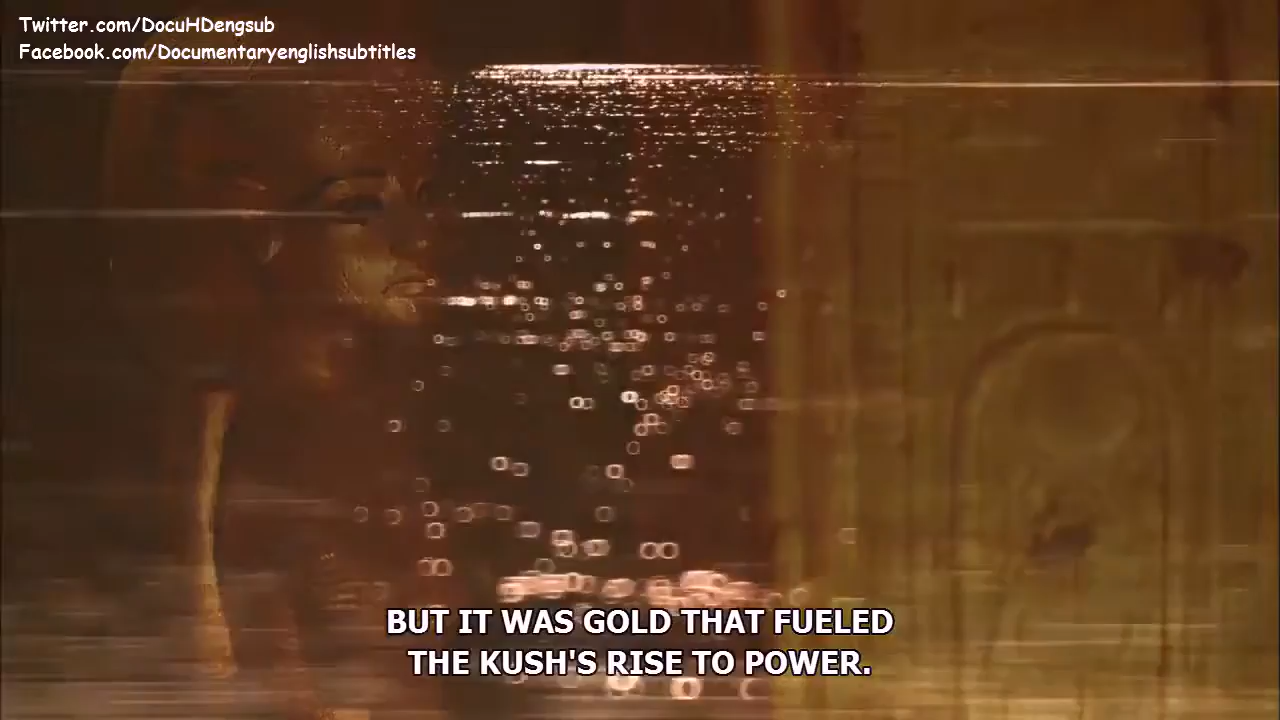 Twitter.com/DocuHDengsub
Facebook.com/Documentaryenglishsubtitles
BUT IT WAS GOLD THAT FUELED
THE KUSH'S RISE TO POWER.